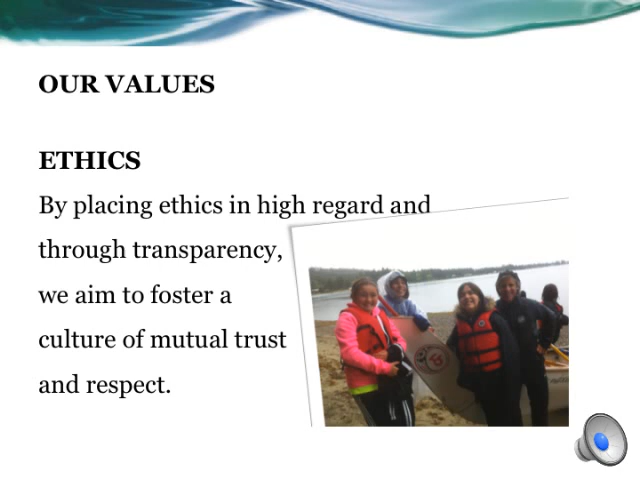 OUR VALUES
ETHICS
By placing ethics in high regard and
through transparency,
we aim to foster a
culture of mutual trust
and respect.